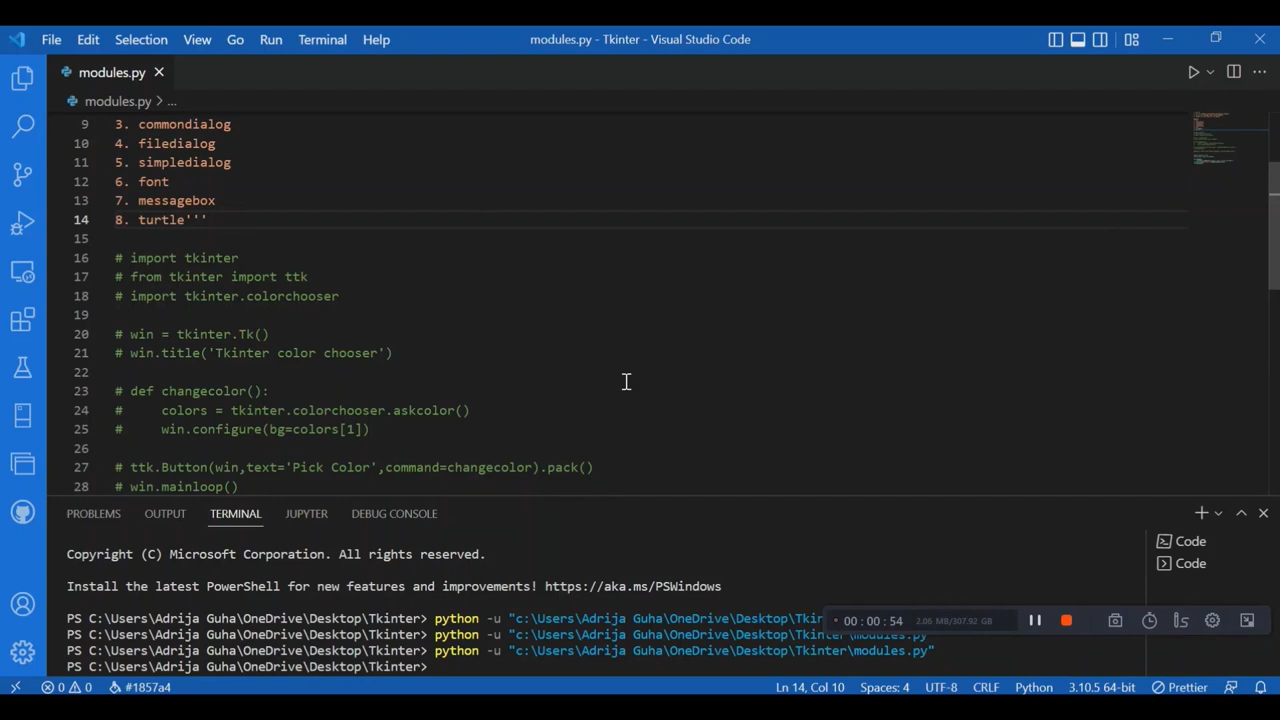 File Edit Selection View Go Run Terminal Help modules.py - Tkinter - Visual Studio Code
modules.py
modules.py > ...
9 3. commondialog
10 4. filedialog
11 5. simpledialog
12 6. font
13 7. messagebox
14 8. turtle'''
15
16 # import tkinter
17 # from tkinter import ttk
18 # import tkinter.colorchooser
19
20 # win = tkinter.Tk()
21 # win.title('Tkinter color chooser')
22
23 # def changecolor():
24 #     colors = tkinter.colorchooser.askcolor()
25 #     win.configure(bg=colors[1])
26
27 # ttk.Button(win,text='Pick Color',command=changecolor).pack()
28 # win.mainloop()
PROBLEMS OUTPUT TERMINAL JUPYTER DEBUG CONSOLE
Copyright (C) Microsoft Corporation. All rights reserved.
Code
Code
Install the latest PowerShell for new features and improvements! https://aka.ms/PSWindows
PS C:\Users\Adrija Guha\OneDrive\Desktop\Tkinter> python -u "c:\Users\Adrija Guha\OneDrive\Desktop\Tkin
00:00:54 2.06 MB/307.92 GB
PS C:\Users\Adrija Guha\OneDrive\Desktop\Tkinter> python -u "c:\Users\Adrija Guha\OneDrive\Desktop\Tkinter\modules.py"
PS C:\Users\Adrija Guha\OneDrive\Desktop\Tkinter> python -u "c:\Users\Adrija Guha\OneDrive\Desktop\Tkinter\modules.py"
PS C:\Users\Adrija Guha\OneDrive\Desktop\Tkinter>
0 0 #1857a4 Ln 14, Col 10 Spaces: 4 UTF-8 CRLF Python 3.10.5 64-bit Prettier